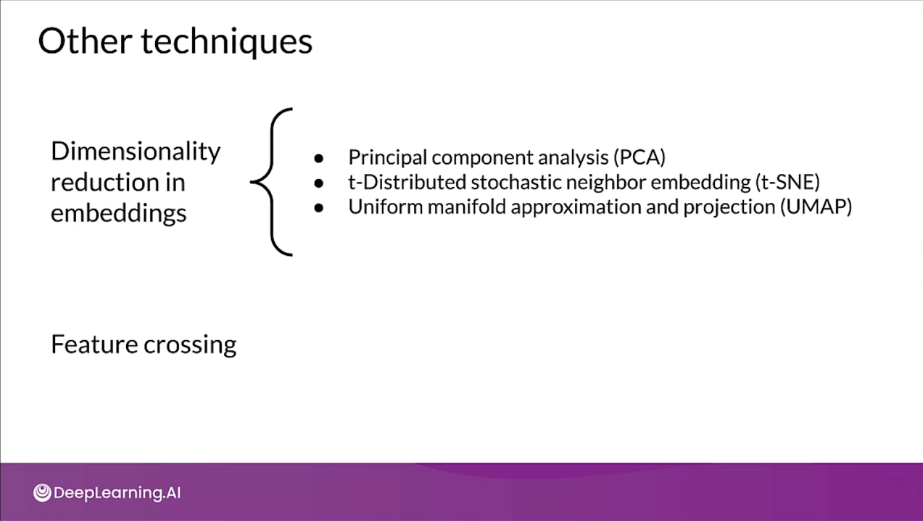 Other techniques
Dimensionality
reduction in
embeddings
• Principal component analysis (PCA)
• t-Distributed stochastic neighbor embedding (t-SNE)
• Uniform manifold approximation and projection (UMAP)
Feature crossing
DeepLearning.AI